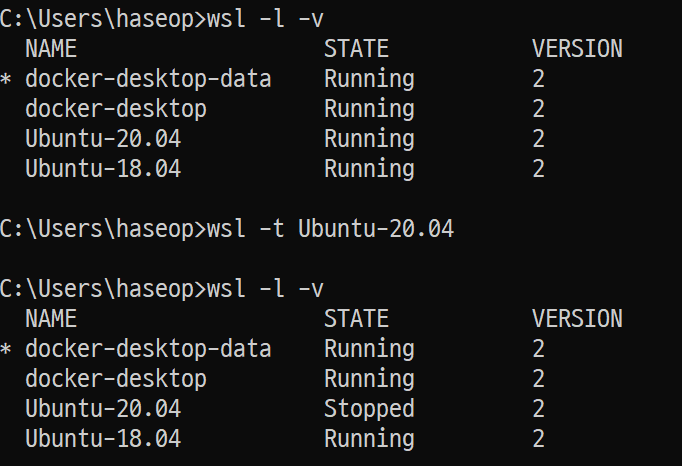 C:\Users\haseop>wsl -l -v
  NAME                   STATE           VERSION
* docker-desktop-data    Running         2
  docker-desktop         Running         2
  Ubuntu-20.04           Running         2
  Ubuntu-18.04           Running         2
C:\Users\haseop>wsl -t Ubuntu-20.04
C:\Users\haseop>wsl -l -v
  NAME                   STATE           VERSION
* docker-desktop-data    Running         2
  docker-desktop         Running         2
  Ubuntu-20.04           Stopped         2
  Ubuntu-18.04           Running         2